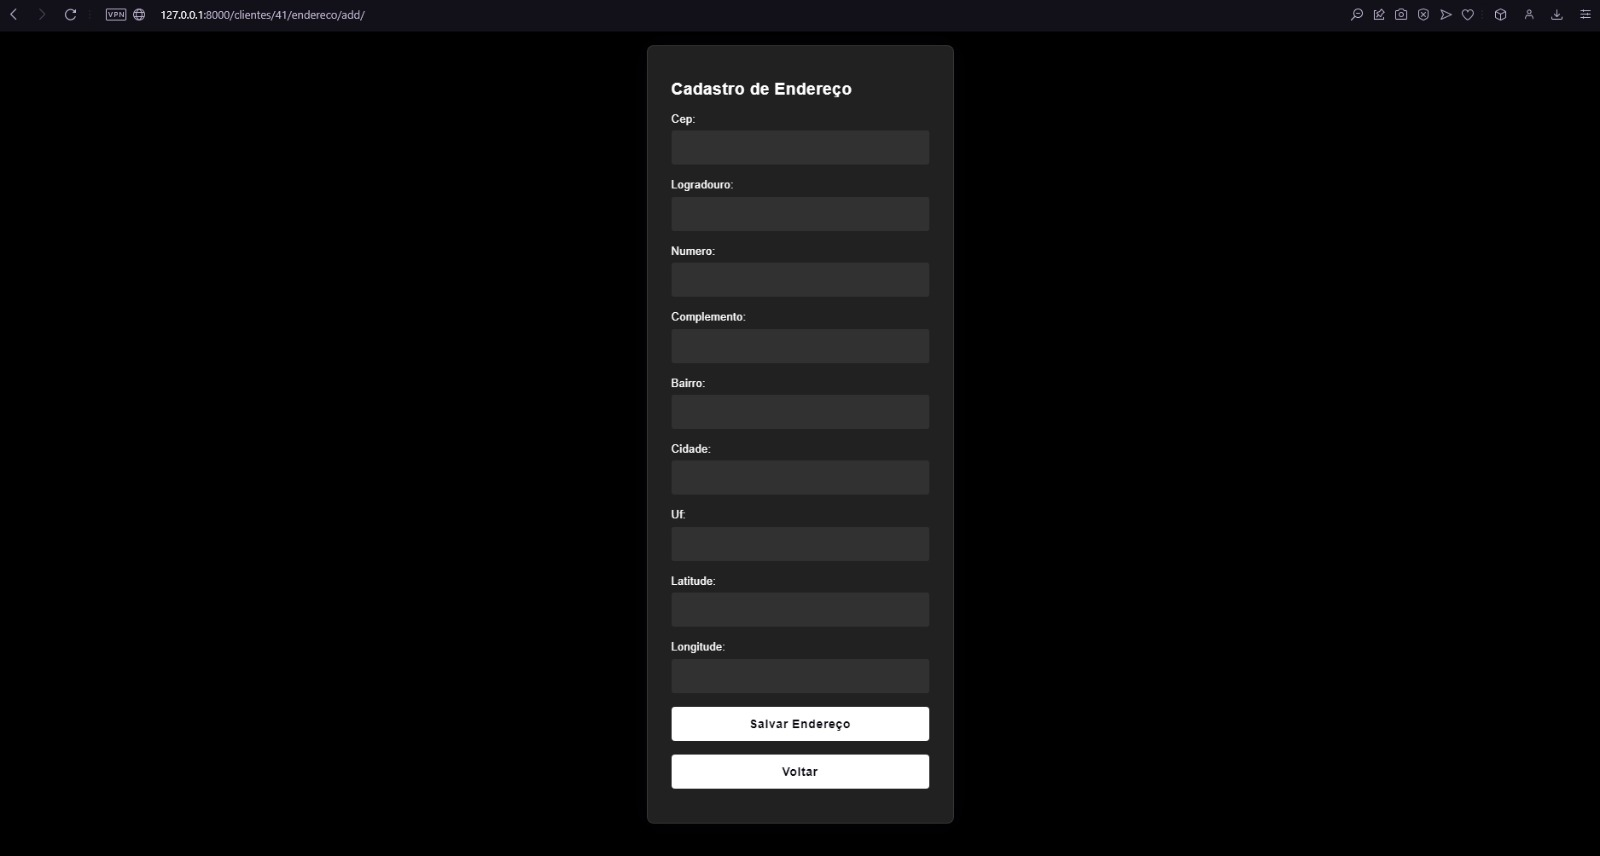 VPN
127.0.0.1:8000/clientes/41/endereco/add/
Cadastro de Endereço
Cep:
Logradouro:
Numero:
Complemento:
Bairro:
Cidade:
Uf:
Latitude:
Longitude:
Salvar Endereço
Voltar